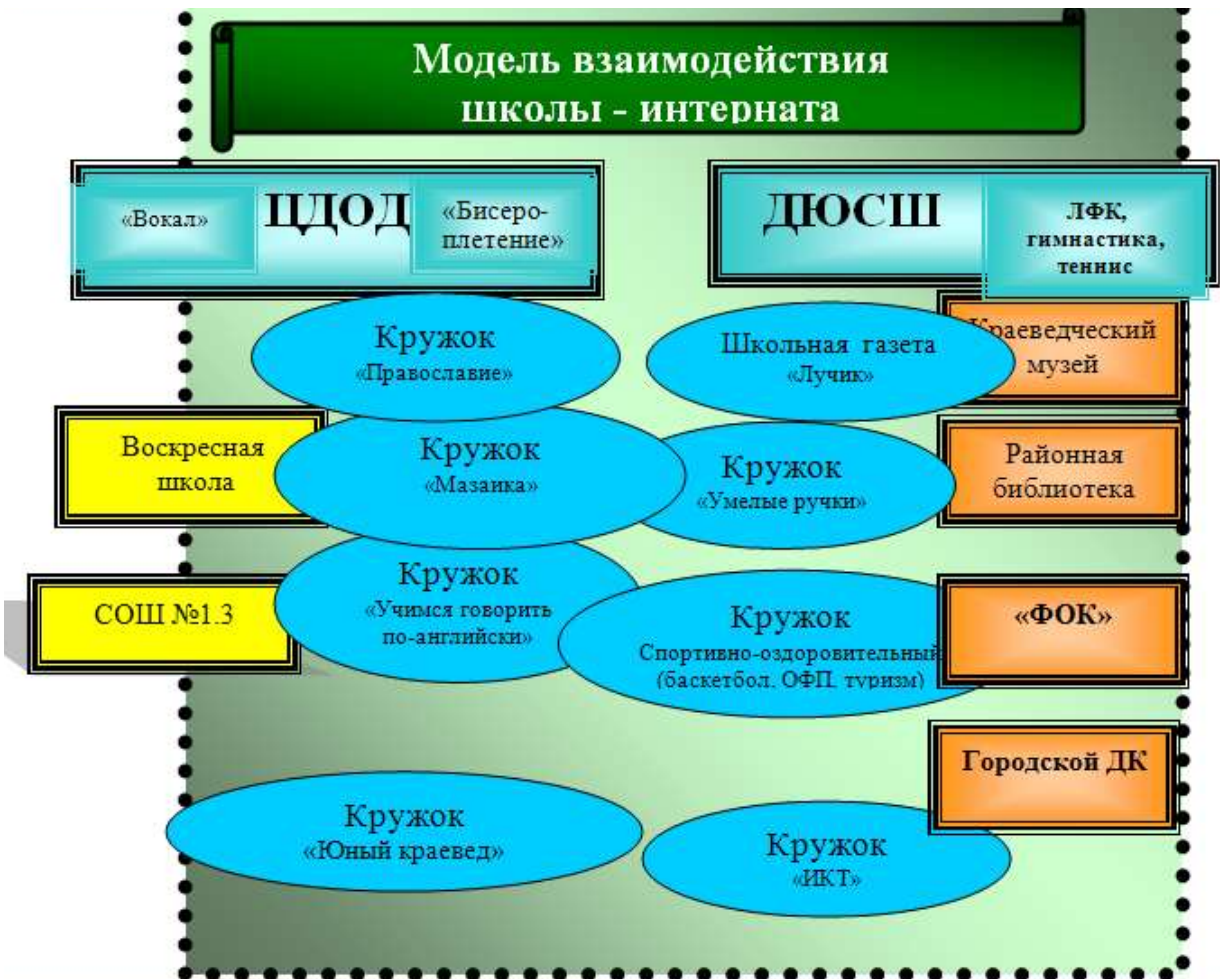 Модель взаимодействия
школы - интерната
«Вокал»
ЦДОД
«Бисеро-
плетение»
ДЮСШ
ЛФК,
гимнастика,
теннис
Кружок
«Православие»
Школьная газета
«Лучик»
Краеведческий
музей
Воскресная
школа
Кружок
«Мазаика»
Кружок
«Умелые ручки»
Районная
библиотека
СОШ №1.3
Кружок
«Учимся говорить
по-английски»
Кружок
Спортивно-оздоровительный
(баскетбол, ОФП, туризм)
«ФОК»
Городской ДК
Кружок
«Юный краевед»
Кружок
«ИКТ»